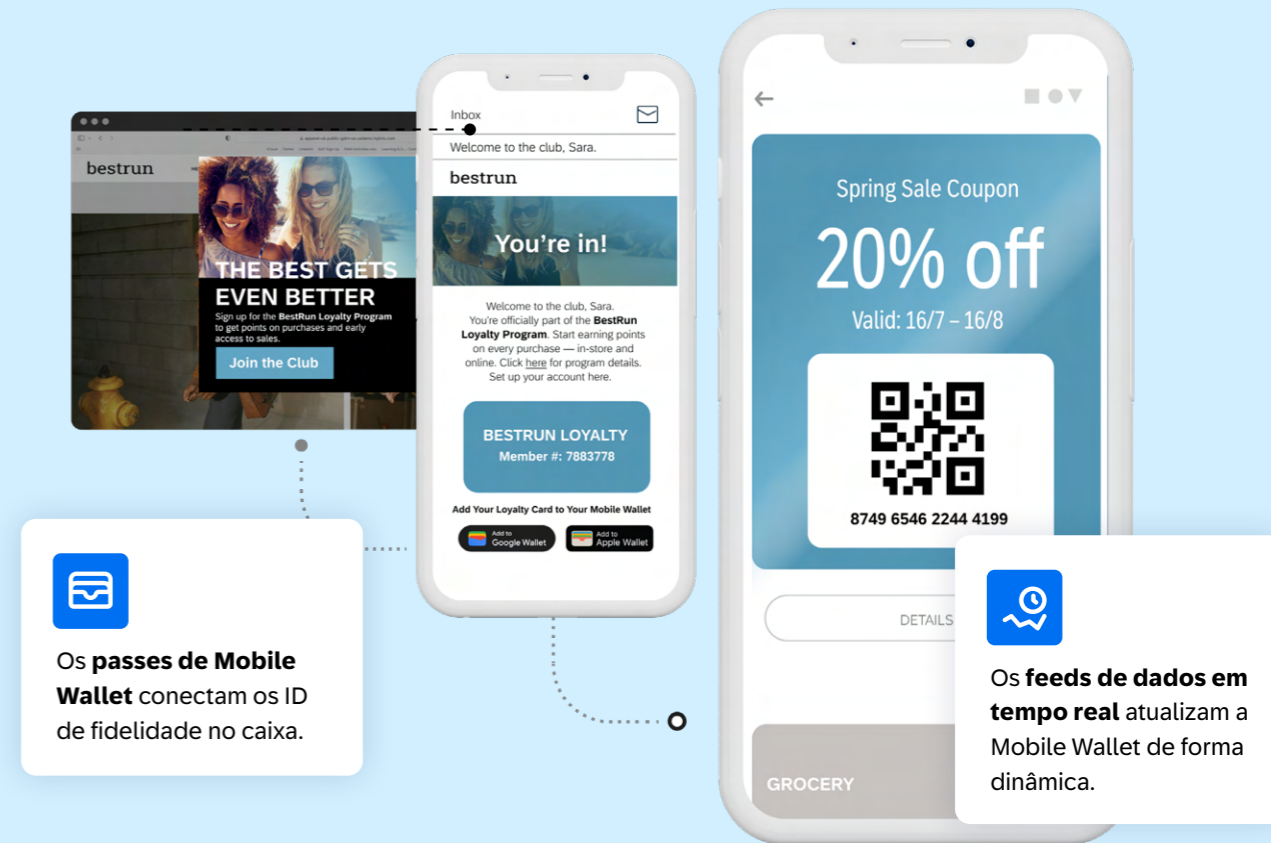 bestrun
THE BEST GETS
EVEN BETTER
Sign up for the BestRun Loyalty Program
to get points on purchases and early
access to sales.
Join the Club
Inbox
Welcome to the club, Sara.
bestrun
You're in!
Welcome to the club, Sara.
You're officially part of the BestRun
Loyalty Program. Start earning points
on every purchase — in-store and
online. Click here for program details.
Set up your account here.
BESTRUN LOYALTY
Member #: 7883778
Add Your Loyalty Card to Your Mobile Wallet
Add to
Google Wallet
Add to
Apple Wallet
Spring Sale Coupon
20% off
Valid: 16/7 – 16/8
8749 6546 2244 4199
DETAILS
GROCERY
Os passes de Mobile
Wallet conectam os ID
de fidelidade no caixa.
Os feeds de dados em
tempo real atualizam a
Mobile Wallet de forma
dinâmica.